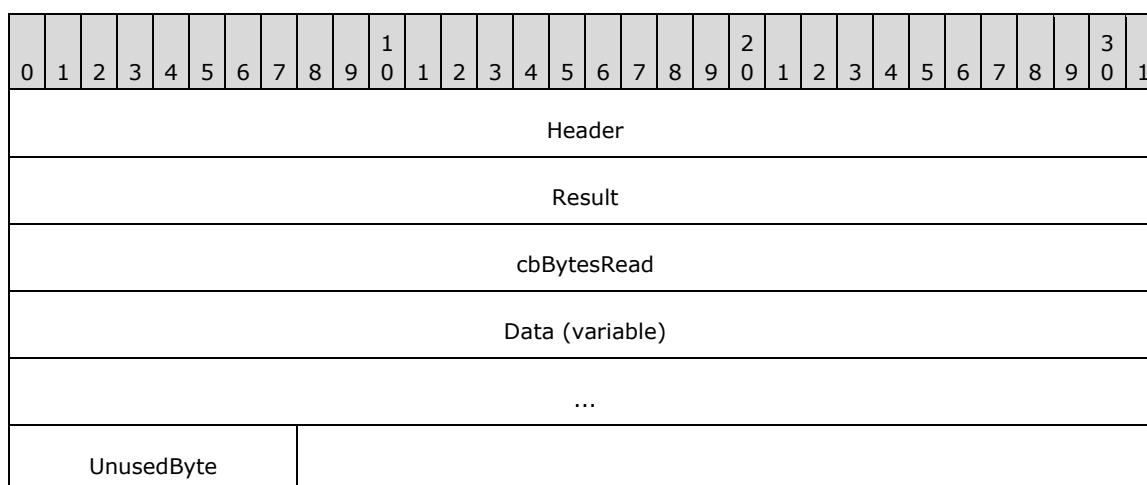 1 2 3
0 1 2 3 4 5 6 7 8 9 0 1 2 3 4 5 6 7 8 9 0 1 2 3 4 5 6 7 8 9 0 1
Header
Result
cbBytesRead
Data (variable)
...
UnusedByte